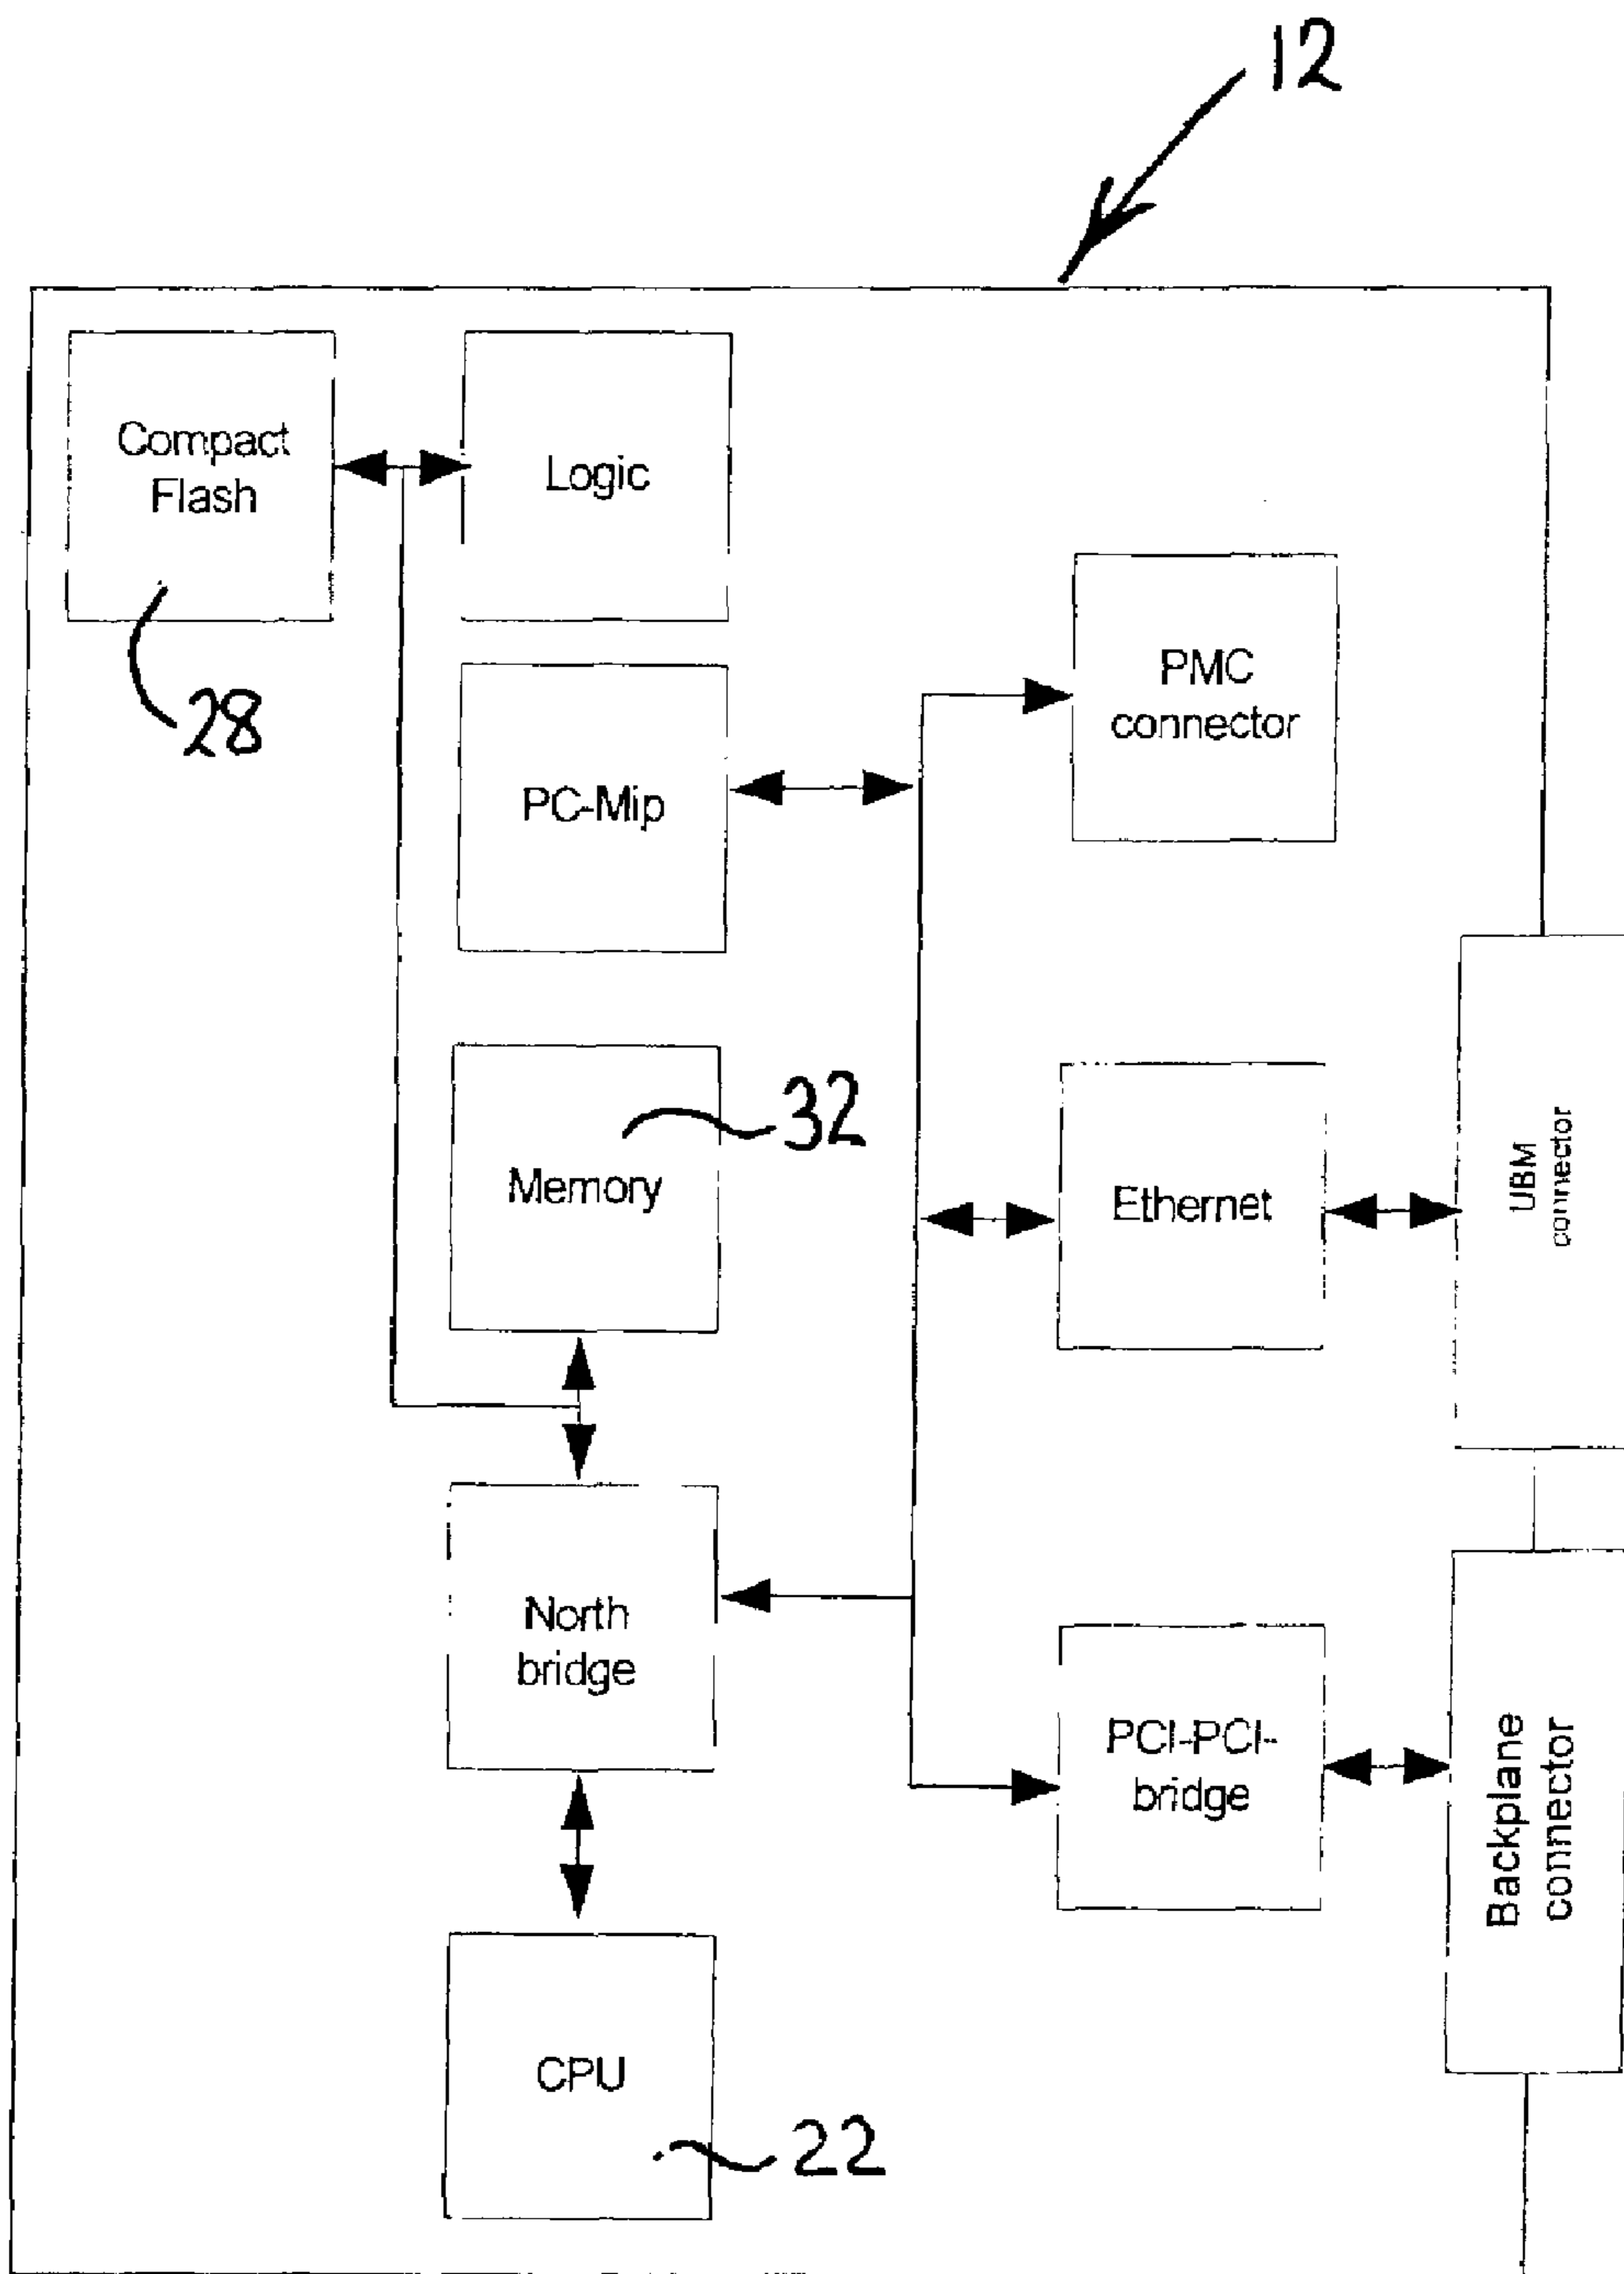 12
Compact
Flash
Logic
28
PMC
connector
PC-Mip
32
Memory
Ethernet
UBM
connector
North
bridge
PCI-PCI-
bridge
Backplane
connector
CPU
22